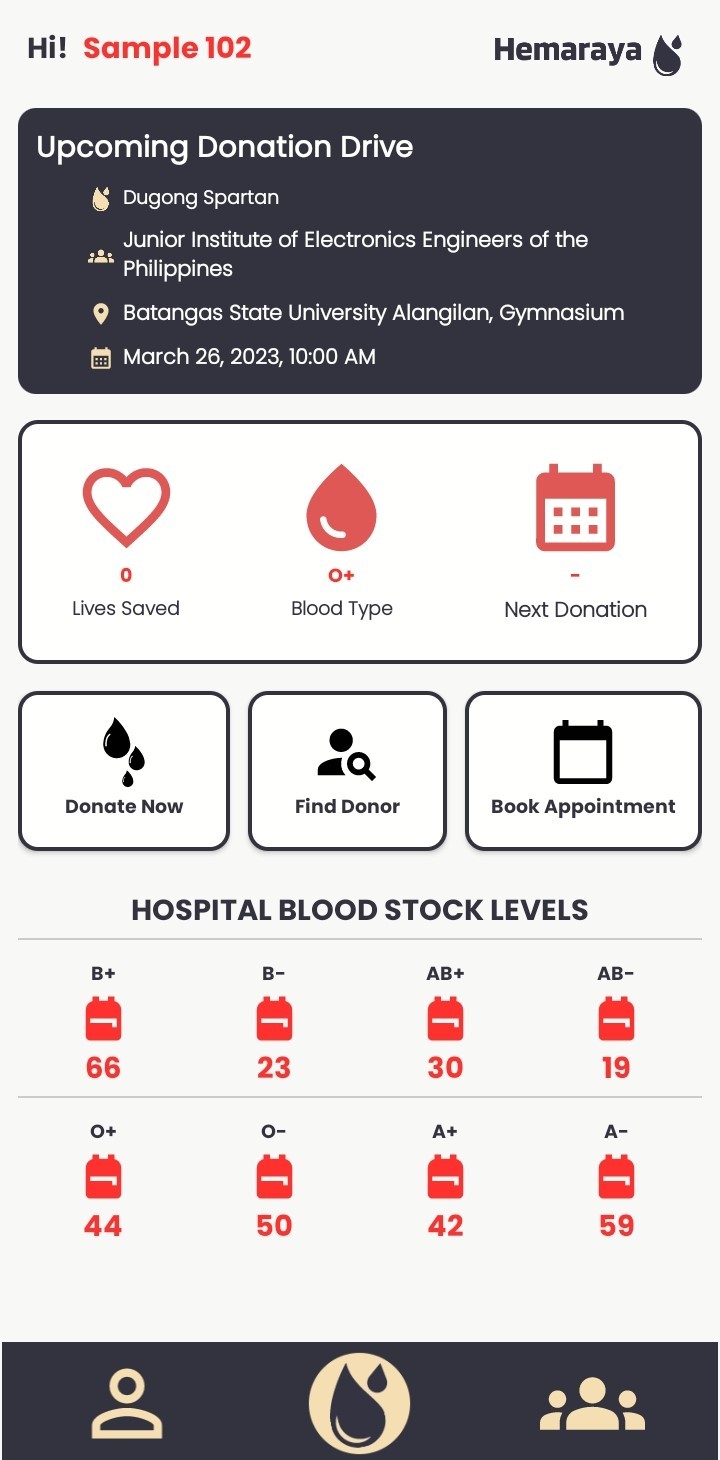 Hi! Sample 102
Hemaraya
Upcoming Donation Drive
Dugong Spartan
Junior Institute of Electronics Engineers of the
Philippines
Batangas State University Alangilan, Gymnasium
March 26, 2023, 10:00 AM
0 O+ -
Lives Saved Blood Type Next Donation
Donate Now Find Donor Book Appointment
HOSPITAL BLOOD STOCK LEVELS
B+ B- AB+ AB-
66 23 30 19
O+ O- A+ A-
44 50 42 59